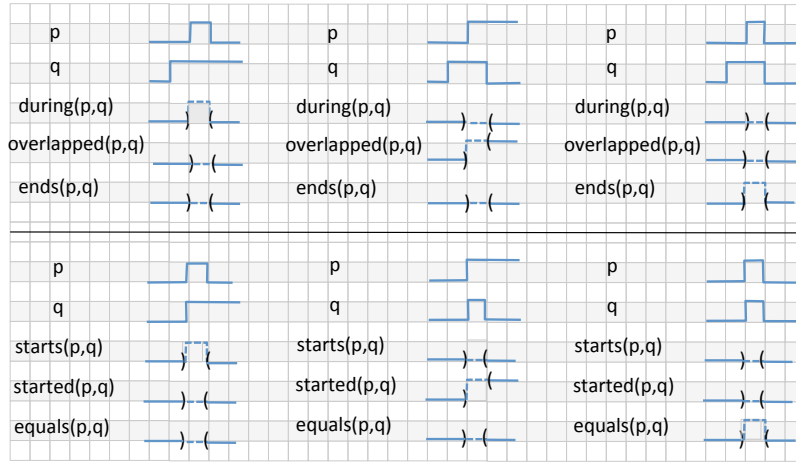 p p p
q q q
during(p,q) during(p,q) during(p,q)
overlapped(p,q) overlapped(p,q) overlapped(p,q)
ends(p,q) ends(p,q) ends(p,q)
p p p
q q q
starts(p,q) starts(p,q) starts(p,q)
started(p,q) started(p,q) started(p,q)
equals(p,q) equals(p,q) equals(p,q)